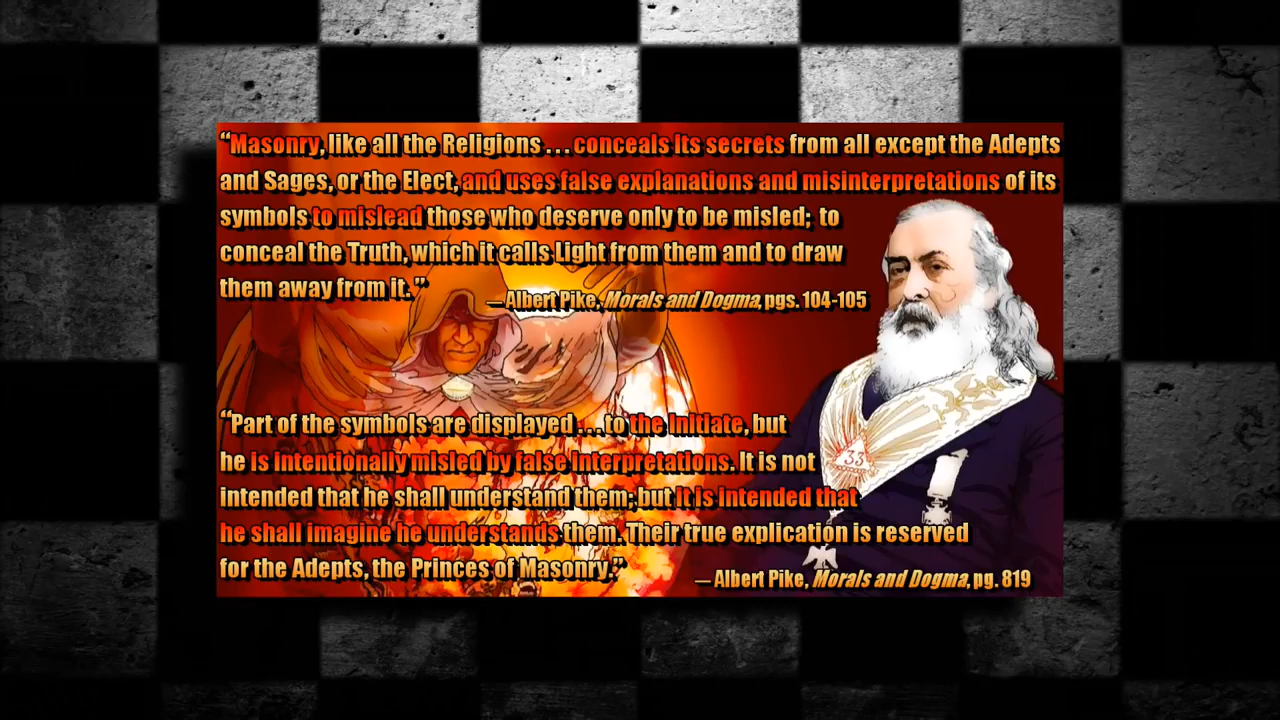 “Masonry, like all the Religions . . . conceals its secrets from all except the Adepts
and Sages, or the Elect, and uses false explanations and misinterpretations of its
symbols to mislead those who deserve only to be misled; to
conceal the Truth, which it calls Light from them and to draw
them away from it. ”
— Albert Pike, Morals and Dogma, pgs. 104-105
“Part of the symbols are displayed . . . to the Initiate, but
he is intentionally misled by false interpretations. It is not
intended that he shall understand them; but it is intended that
he shall imagine he understands them. Their true explication is reserved
for the Adepts, the Princes of Masonry.”
— Albert Pike, Morals and Dogma, pg. 819
33